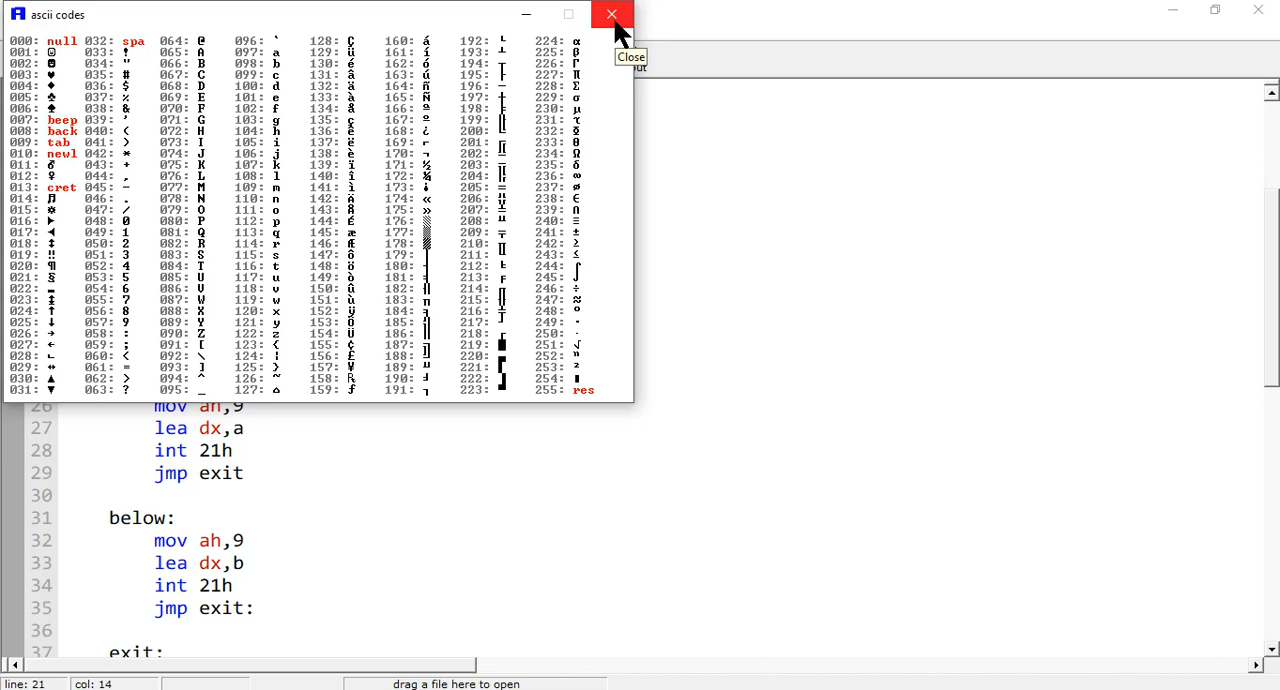 ascii codes
000: null 032: spa 064: @ 096: ` 128: Ç 160: á 192: └ 224: α
001: ☺ 033: ! 065: A 097: a 129: ü 161: í 193: ┴ 225: β
002: ☻ 034: " 066: B 098: b 130: é 162: ó 194: ┬ 226: Γ
003: ♥ 035: # 067: C 099: c 131: â 163: ú 195: ├ 227: π
004: ♦ 036: $ 068: D 100: d 132: ä 164: ñ 196: ─ 228: Σ
005: ♣ 037: % 069: E 101: e 133: à 165: Ñ 197: ┼ 229: σ
006: ♠ 038: & 070: F 102: f 134: å 166: ª 198: ╞ 230: µ
007: beep 039: ' 071: G 103: g 135: ç 167: º 199: ╟ 231: τ
008: back 040: ( 072: H 104: h 136: ê 168: ¿ 200: ╚ 232: Φ
009: tab 041: ) 073: I 105: i 137: ë 169: ⌐ 201: ╔ 233: Θ
010: newl 042: * 074: J 106: j 138: è 170: ¬ 202: ╩ 234: Ω
011: ♂ 043: + 075: K 107: k 139: ï 171: ½ 203: ╦ 235: δ
012: ♀ 044: , 076: L 108: l 140: î 172: ¼ 204: ╠ 236: ∞
013: cret 045: - 077: M 109: m 141: ì 173: ¡ 205: ═ 237: ø
014: ♫ 046: . 078: N 110: n 142: Ä 174: « 206: ╬ 238: ∈
015: ☼ 047: / 079: O 111: o 143: Å 175: » 207: ╧ 239: ∩
016: ► 048: 0 080: P 112: p 144: É 176: ░ 208: ╨ 240: ≡
017: ◄ 049: 1 081: Q 113: q 145: æ 177: ▒ 209: ╤ 241: ±
018: ↕ 050: 2 082: R 114: r 146: Æ 178: ▓ 210: ╥ 242: ≥
019: ‼ 051: 3 083: S 115: s 147: ô 179: │ 211: ╙ 243: ≤
020: ¶ 052: 4 084: T 116: t 148: ö 180: ┤ 212: ╘ 244: ⌠
021: § 053: 5 085: U 117: u 149: ò 181: ╡ 213: ╒ 245: ⌡
022: ▬ 054: 6 086: V 118: v 150: û 182: ╢ 214: ╓ 246: ÷
023: ↨ 055: 7 087: W 119: w 151: ù 183: ╖ 215: ╫ 247: ≈
024: ↑ 056: 8 088: X 120: x 152: ÿ 184: ╕ 216: ╪ 248: °
025: ↓ 057: 9 089: Y 121: y 153: Ö 185: ╣ 217: ┘ 249: ∙
026: → 058: : 090: Z 122: z 154: Ü 186: ║ 218: ┌ 250: ·
027: ← 059: ; 091: [ 123: { 155: ¢ 187: ╗ 219: █ 251: √
028: ∟ 060: < 092: \ 124: ¦ 156: £ 188: ╝ 220: ▄ 252: ⁿ
029: ↔ 061: = 093: ] 125: } 157: ¥ 189: ╜ 221: ▌ 253: ²
030: ▲ 062: > 094: ^ 126: ~ 158: ₧ 190: ╛ 222: ▐ 254: ■
031: ▼ 063: ? 095: _ 127: ⌂ 159: ƒ 191: ┐ 223: ▀ 255: res
Close
26 mov ah,9
27 lea dx,a
28 int 21h
29 jmp exit
30
31 below:
32 mov ah,9
33 lea dx,b
34 int 21h
35 jmp exit:
36
37 exit:
line: 21 col: 14 drag a file here to open